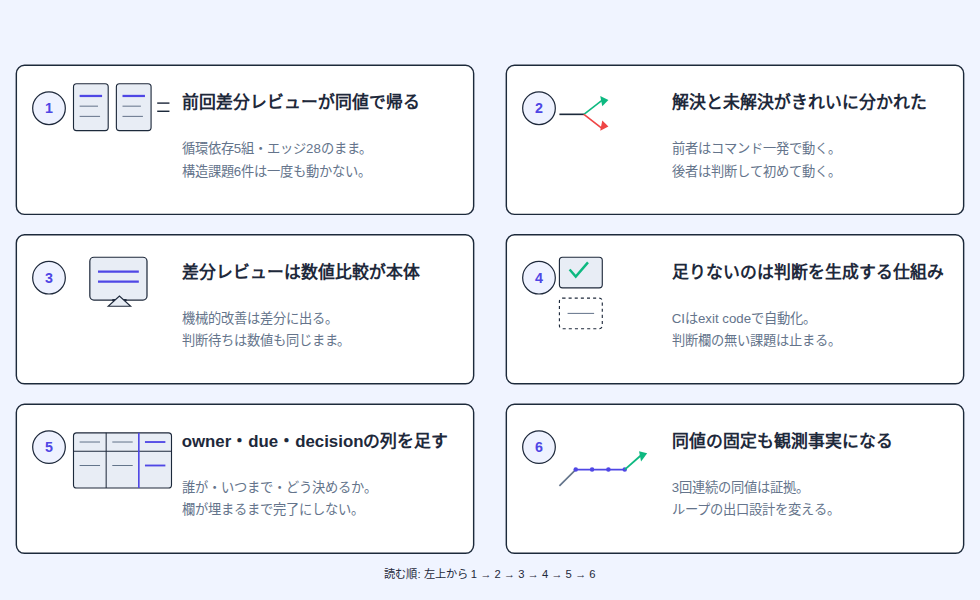 1
前回差分レビューが同値で帰る
循環依存5組・エッジ28のまま。
構造課題6件は一度も動かない。
2
解決と未解決がきれいに分かれた
前者はコマンド一発で動く。
後者は判断して初めて動く。
3
差分レビューは数値比較が本体
機械的改善は差分に出る。
判断待ちは数値も同じまま。
4
足りないのは判断を生成する仕組み
CIはexit codeで自動化。
判断欄の無い課題は止まる。
5
owner・due・decisionの列を足す
誰が・いつまで・どう決めるか。
欄が埋まるまで完了にしない。
6
同値の固定も観測事実になる
3回連続の同値は証拠。
ループの出口設計を変える。
読む順: 左上から 1 → 2 → 3 → 4 → 5 → 6